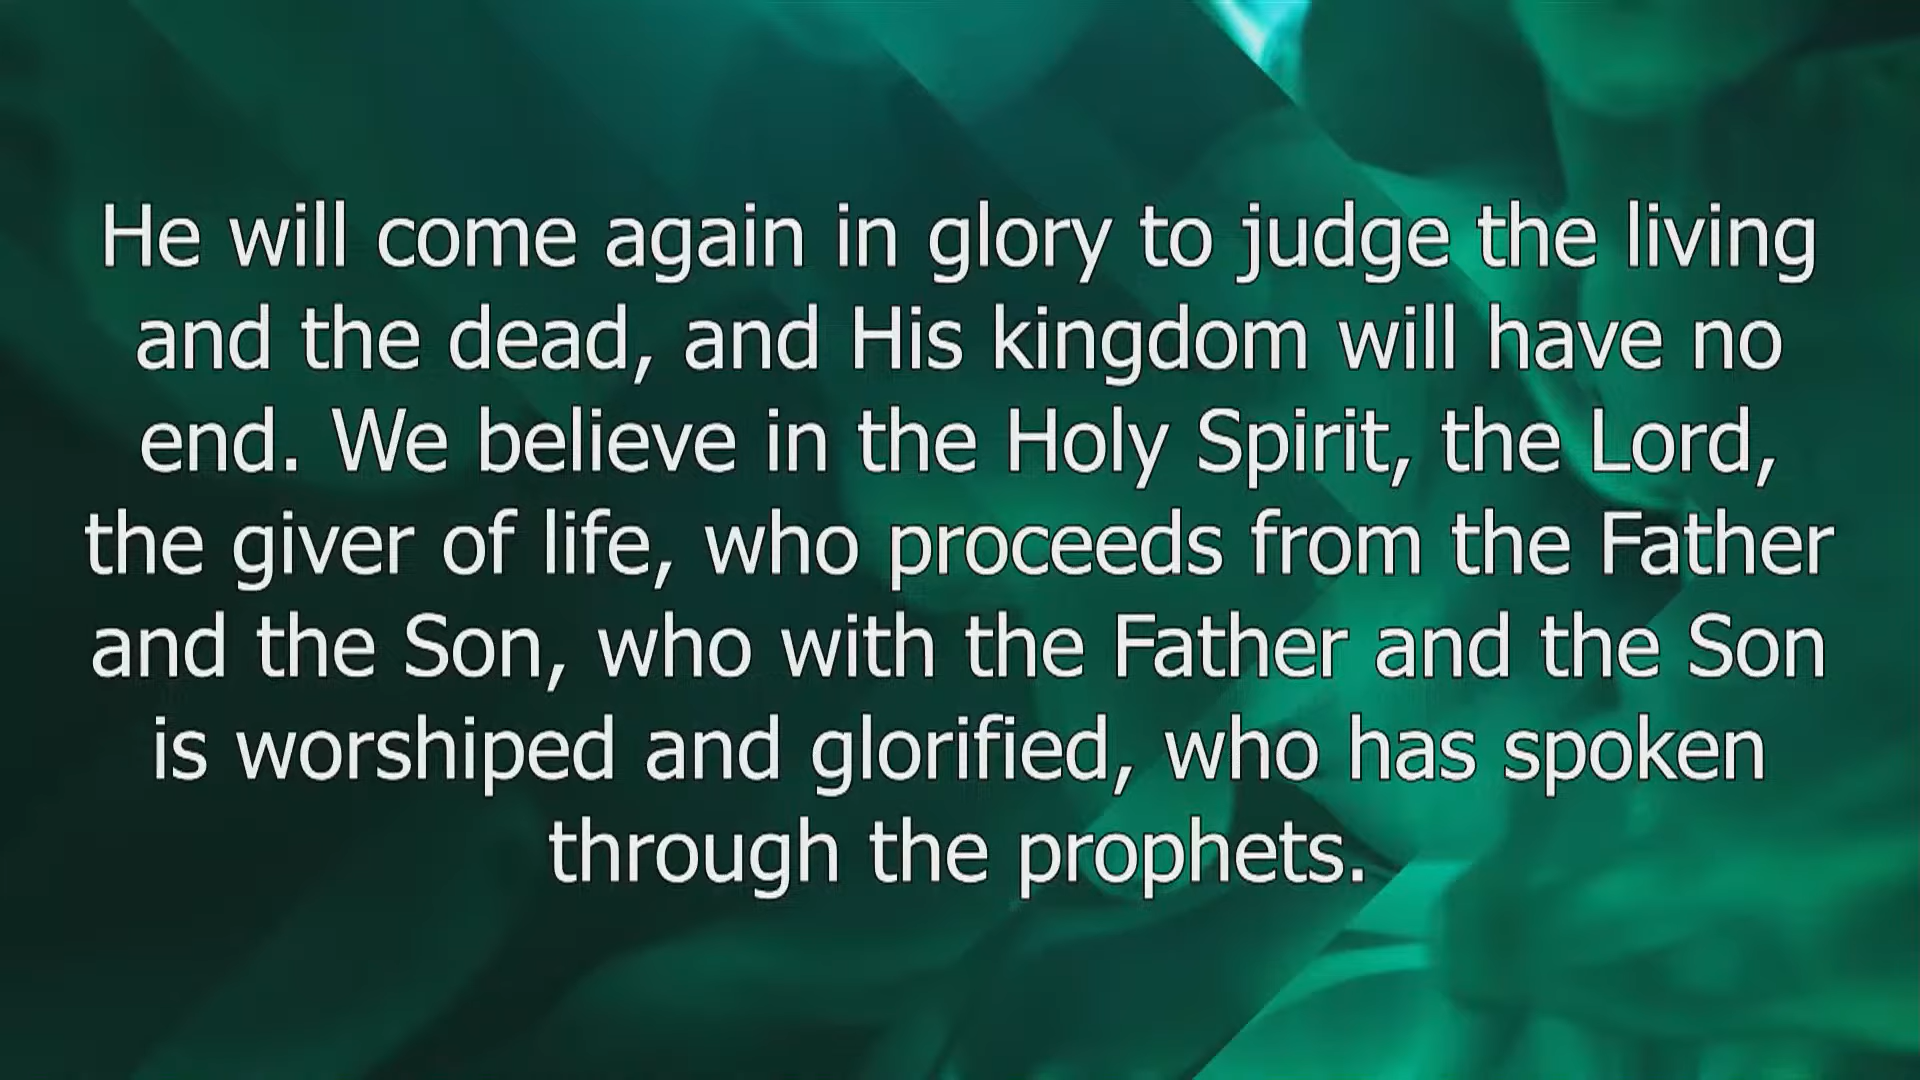 He will come again in glory to judge the living
and the dead, and His kingdom will have no
end. We believe in the Holy Spirit, the Lord,
the giver of life, who proceeds from the Father
and the Son, who with the Father and the Son
is worshiped and glorified, who has spoken
through the prophets.